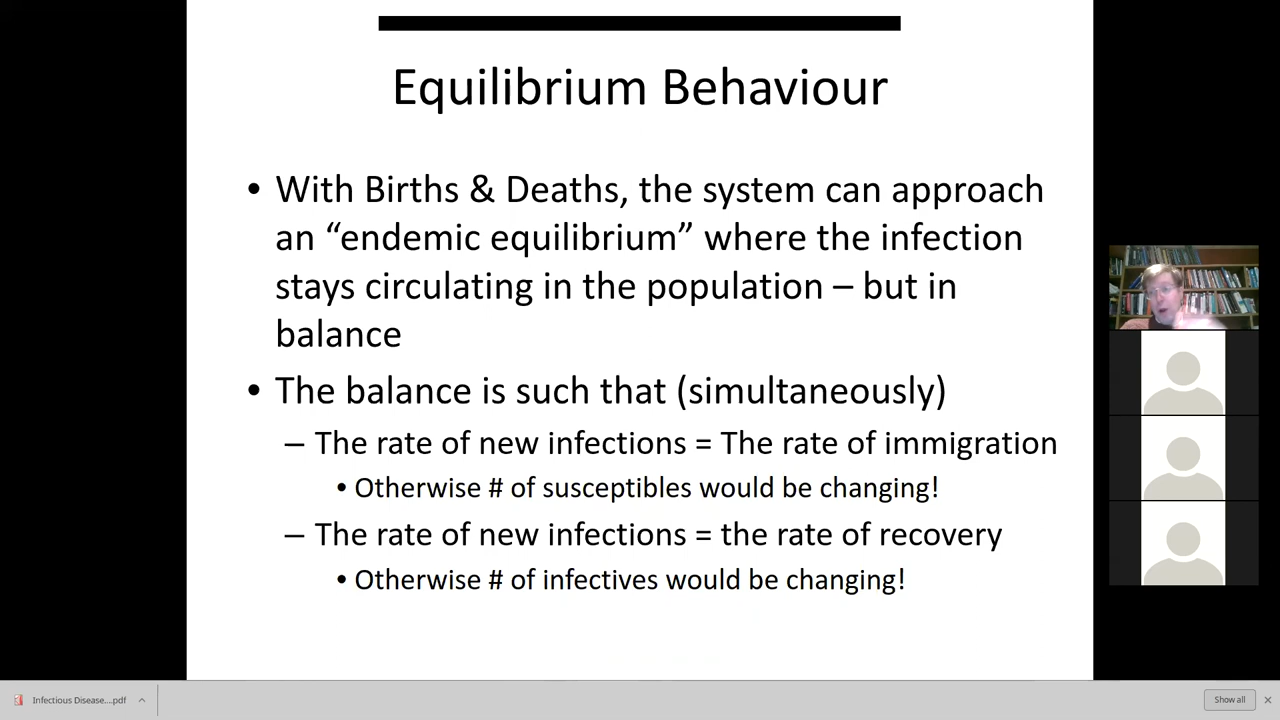 Equilibrium Behaviour
• With Births & Deaths, the system can approach
an “endemic equilibrium” where the infection
stays circulating in the population – but in
balance
• The balance is such that (simultaneously)
– The rate of new infections = The rate of immigration
• Otherwise # of susceptibles would be changing!
– The rate of new infections = the rate of recovery
• Otherwise # of infectives would be changing!
Infectious Disease....pdf
Show all